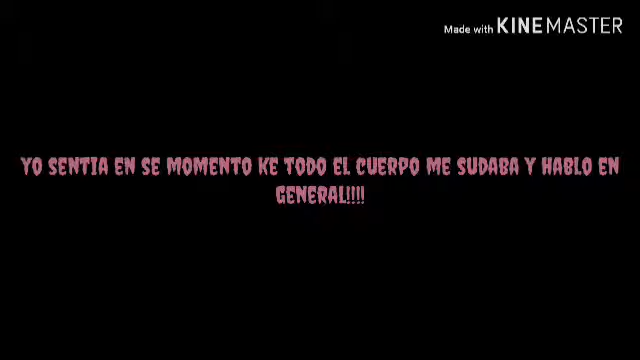 Made with KINEMASTER
YO SENTIA EN SE MOMENTO KE TODO EL CUERPO ME SUDABA Y HABLO EN
GENERAL!!!!